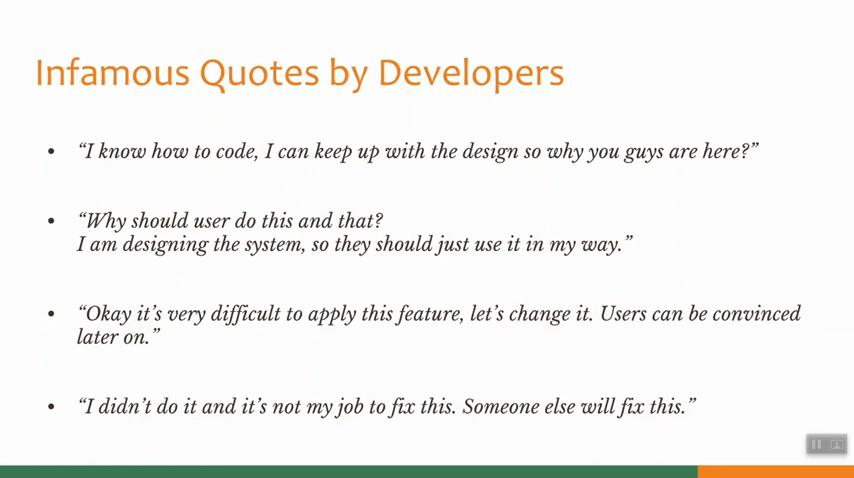 Infamous Quotes by Developers
• “I know how to code, I can keep up with the design so why you guys are here?”
• “Why should user do this and that?
I am designing the system, so they should just use it in my way.”
• “Okay it’s very difficult to apply this feature, let’s change it. Users can be convinced
later on.”
• “I didn’t do it and it’s not my job to fix this. Someone else will fix this.”